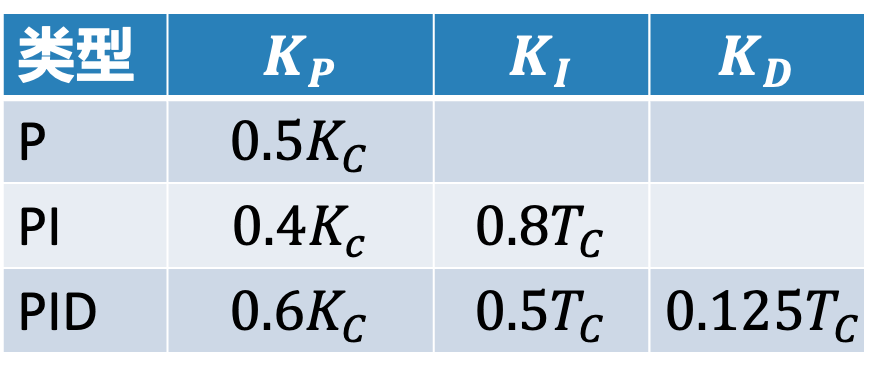 类型 K_P K_I K_D
P 0.5K_C
PI 0.4K_c 0.8T_C
PID 0.6K_C 0.5T_C 0.125T_C